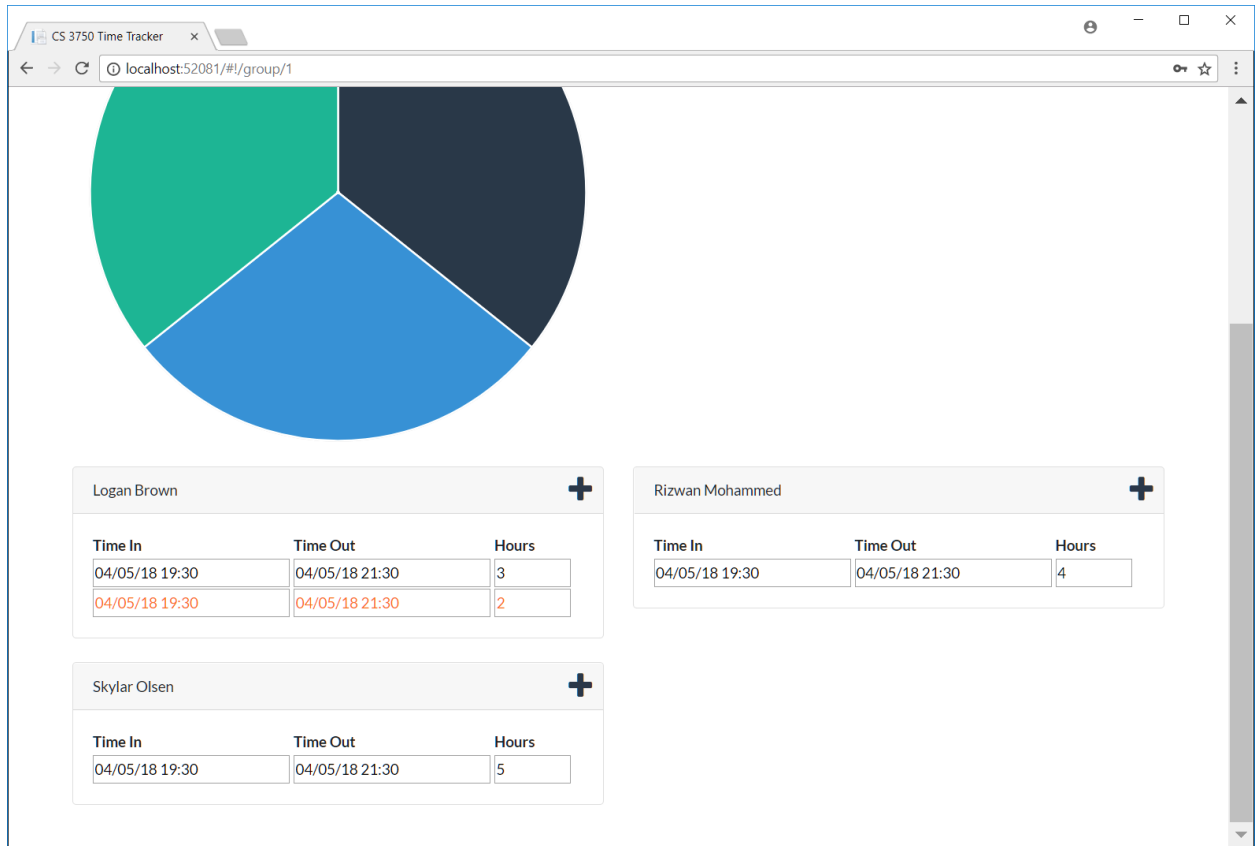 CS 3750 Time Tracker
localhost:52081/#!/group/1
Logan Brown
Time In Time Out Hours
04/05/18 19:30 04/05/18 21:30 3
04/05/18 19:30 04/05/18 21:30 2
Rizwan Mohammed
Time In Time Out Hours
04/05/18 19:30 04/05/18 21:30 4
Skylar Olsen
Time In Time Out Hours
04/05/18 19:30 04/05/18 21:30 5